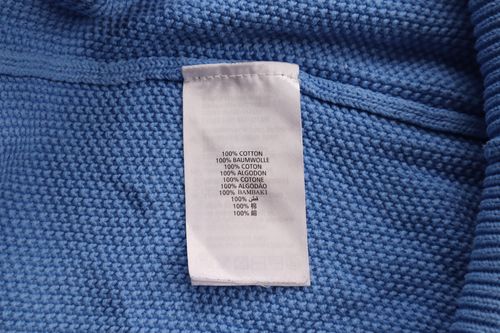 100% COTTON
100% BAUMWOLLE
100% COTON
100% ALGODON
100% COTONE
100% ALGODÃO
100% BAMBAKI
100% قطن
100% 棉
100% 綿